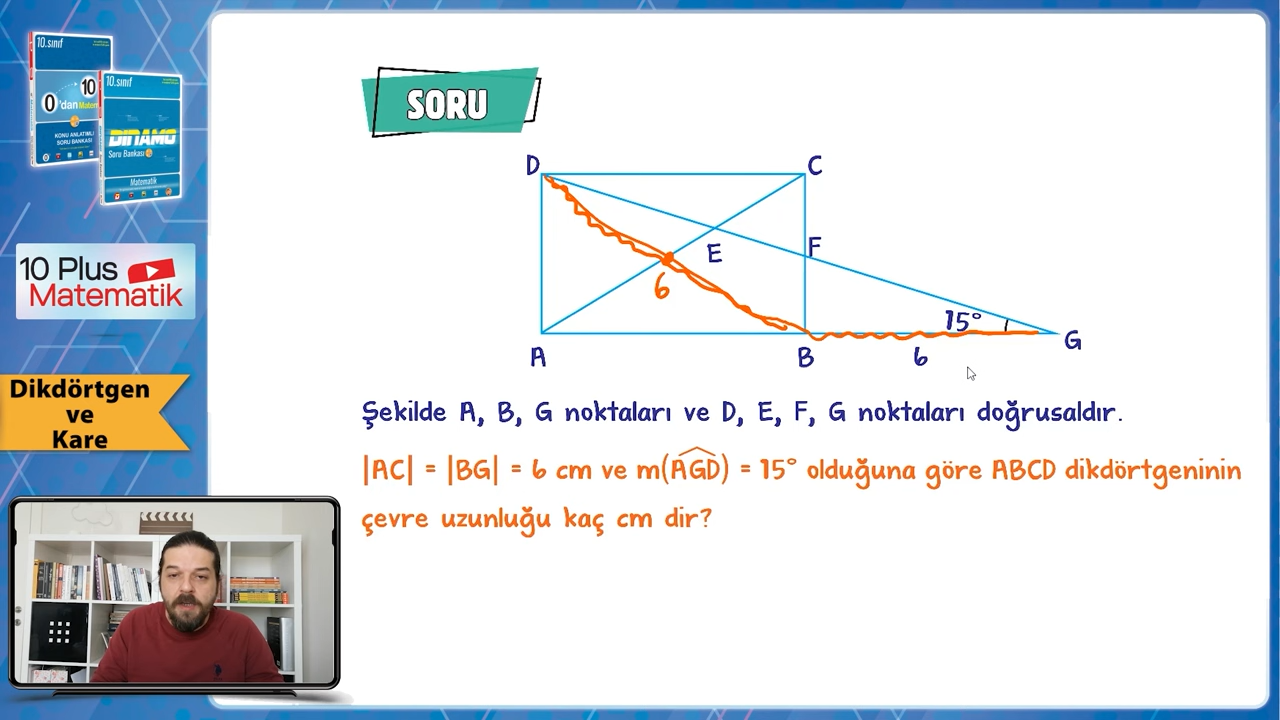 10.sınıf
10.sınıf
0'dan 10
Matem
KONU ANLATIMLI
SORU BANKASI
DİNAMO
Soru Bankası
Matematik
10 Plus
Matematik
Dikdörtgen
ve
Kare
SORU
D C
E F
6
15°
A B 6 G
Şekilde A, B, G noktaları ve D, E, F, G noktaları doğrusaldır.
|AC| = |BG| = 6 cm ve m(AGD) = 15° olduğuna göre ABCD dikdörtgeninin
çevre uzunluğu kaç cm dir?